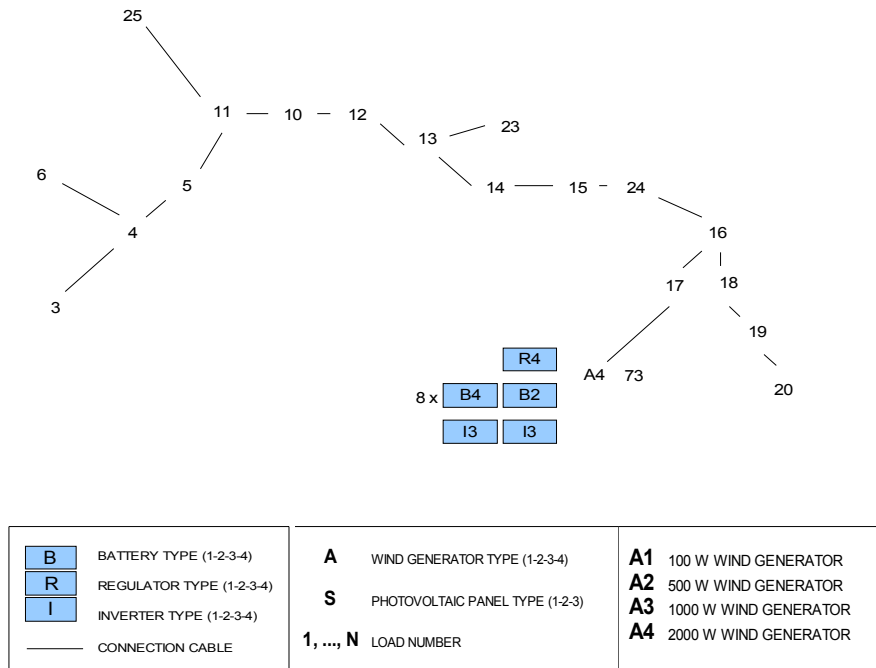 25
11
10
12
13
23
6
5
14
15
24
4
16
3
17
18
19
R4
A4
73
20
8 x
B4
B2
I3
I3
B
BATTERY TYPE (1-2-3-4)
R
REGULATOR TYPE (1-2-3-4)
I
INVERTER TYPE (1-2-3-4)
CONNECTION CABLE
A WIND GENERATOR TYPE (1-2-3-4)
S PHOTOVOLTAIC PANEL TYPE (1-2-3)
1, ..., N LOAD NUMBER
A1 100 W WIND GENERATOR
A2 500 W WIND GENERATOR
A3 1000 W WIND GENERATOR
A4 2000 W WIND GENERATOR